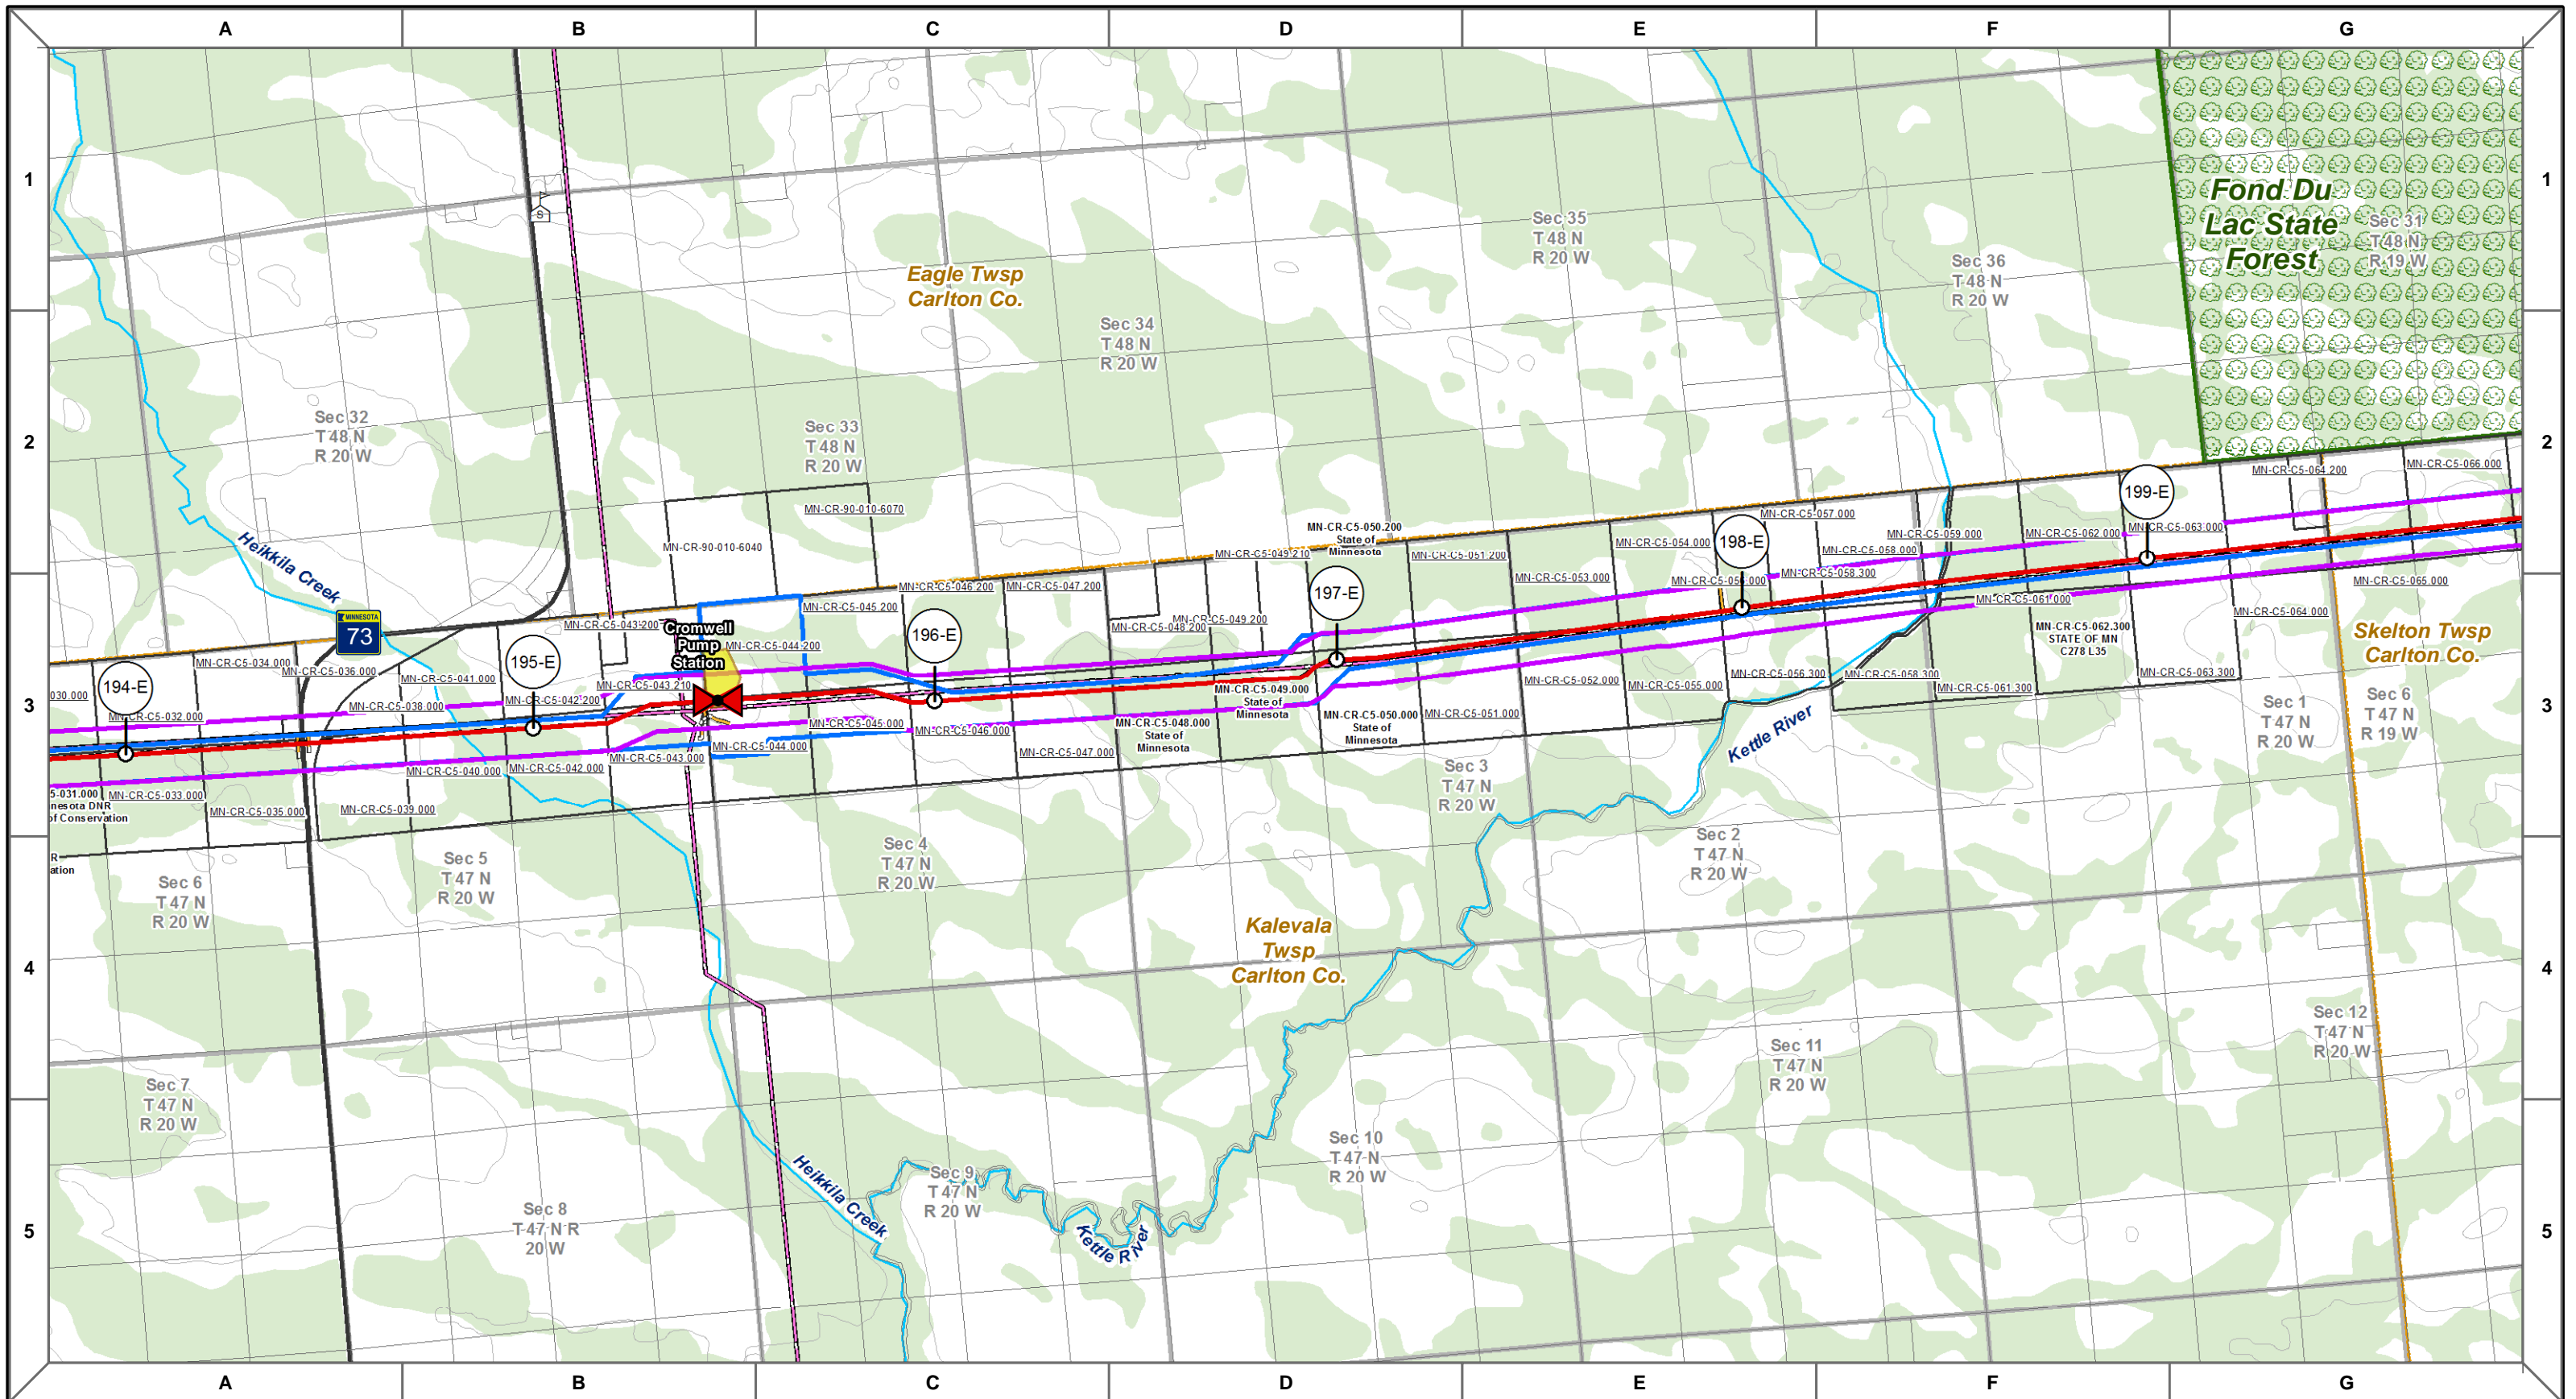 A B C D E F G
1
1
2
2
3
3
4
4
5
5
A B C D E F G
Fond Du
Lac State
Forest
Sec 31
T 48 N
R 19 W
Sec 35
T 48 N
R 20 W
Sec 36
T 48 N
R 20 W
S
Eagle Twsp
Carlton Co.
Sec 34
T 48 N
R 20 W
Sec 32
T 48 N
R 20 W
Sec 33
T 48 N
R 20 W
Heikkila Creek
MINNESOTA
73
MN-CR-90-010-6070
MN-CR-90-010-6040
194-E
195-E
196-E
197-E
198-E
199-E
Cromwell
Pump
Station
030.000
MN-CR-C5-032.000
MN-CR-C5-034.000
MN-CR-C5-036.000
MN-CR-C5-038.000
MN-CR-C5-041.000
MN-CR-C5-042.200
MN-CR-C5-043.200
MN-CR-C5-043.210
MN-CR-C5-044.200
MN-CR-C5-045.200
MN-CR-C5-046.200
MN-CR-C5-047.200
MN-CR-C5-048.200
MN-CR-C5-049.200
MN-CR-C5-049.210
MN-CR-C5-050.200
State of
Minnesota
MN-CR-C5-051.200
MN-CR-C5-053.000
MN-CR-C5-054.000
MN-CR-C5-056.000
MN-CR-C5-057.000
MN-CR-C5-058.000
MN-CR-C5-058.300
MN-CR-C5-059.000
MN-CR-C5-062.000
MN-CR-C5-063.000
MN-CR-C5-064.200
MN-CR-C5-066.000
5-031.000
nesota DNR
of Conservation
R
ation
MN-CR-C5-033.000
MN-CR-C5-035.000
MN-CR-C5-039.000
MN-CR-C5-040.000
MN-CR-C5-042.000
MN-CR-C5-043.000
MN-CR-C5-044.000
MN-CR-C5-045.000
MN-CR-C5-046.000
MN-CR-C5-047.000
MN-CR-C5-048.000
State of
Minnesota
MN-CR-C5-049.000
State of
Minnesota
MN-CR-C5-050.000
State of
Minnesota
MN-CR-C5-051.000
MN-CR-C5-052.000
MN-CR-C5-055.000
MN-CR-C5-056.300
MN-CR-C5-058.300
MN-CR-C5-061.000
MN-CR-C5-061.300
MN-CR-C5-062.300
STATE OF MN
C278 L35
MN-CR-C5-063.300
MN-CR-C5-064.000
MN-CR-C5-065.000
Skelton Twsp
Carlton Co.
Kettle River
Sec 1
T 47 N
R 20 W
Sec 6
T 47 N
R 19 W
Sec 3
T 47 N
R 20 W
Sec 2
T 47 N
R 20 W
Sec 4
T 47 N
R 20 W
Sec 5
T 47 N
R 20 W
Sec 6
T 47 N
R 20 W
Kalevala
Twsp
Carlton Co.
Sec 12
T 47 N
R 20 W
Sec 11
T 47 N
R 20 W
Sec 7
T 47 N
R 20 W
Sec 10
T 47 N
R 20 W
Sec 9
T 47 N
R 20 W
Sec 8
T 47 N R
20 W
Heikkila Creek
Kettle River